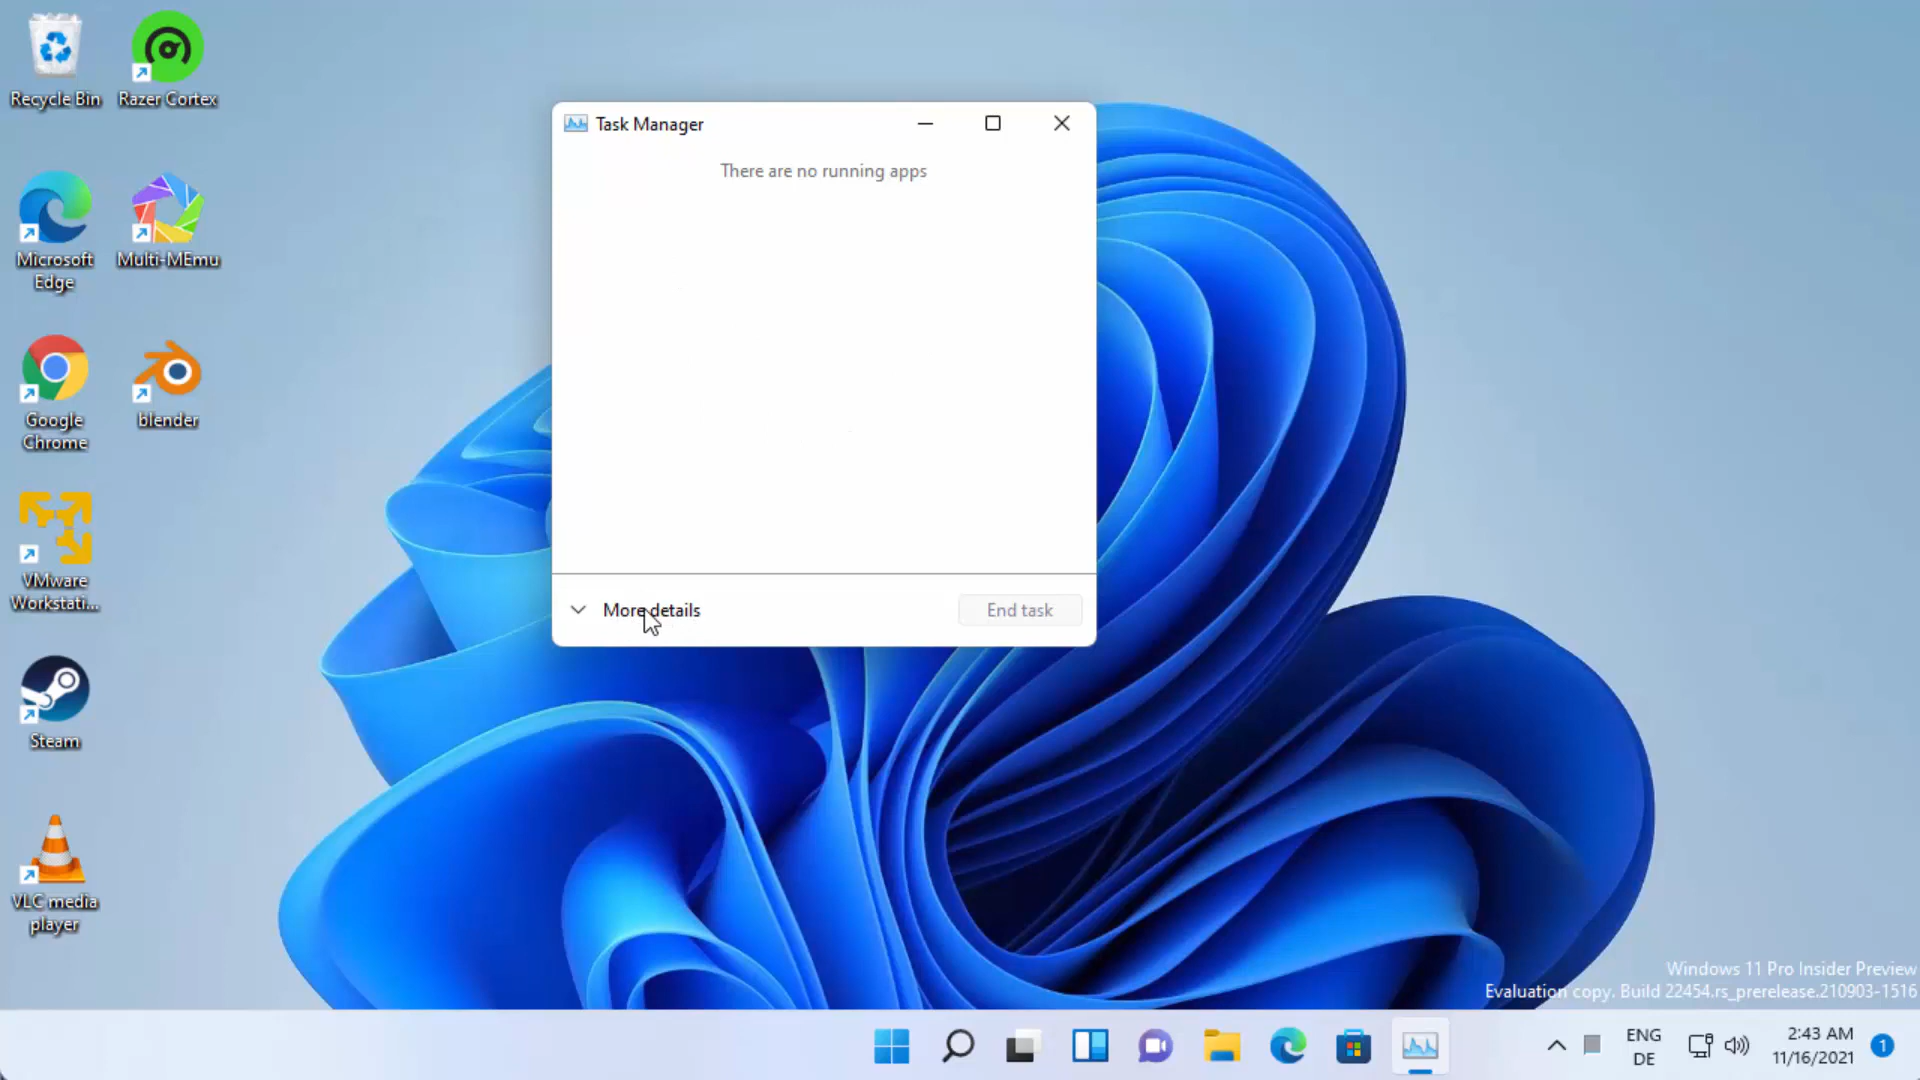 Recycle Bin
Razer Cortex
Microsoft
Edge
Multi-MEmu
Google
Chrome
blender
VMware
Workstati...
Steam
VLC media
player
Task Manager
There are no running apps
More details
End task
Windows 11 Pro Insider Preview
Evaluation copy. Build 22454.rs_prerelease.210903-1516
ENG
DE
2:43 AM
11/16/2021
1